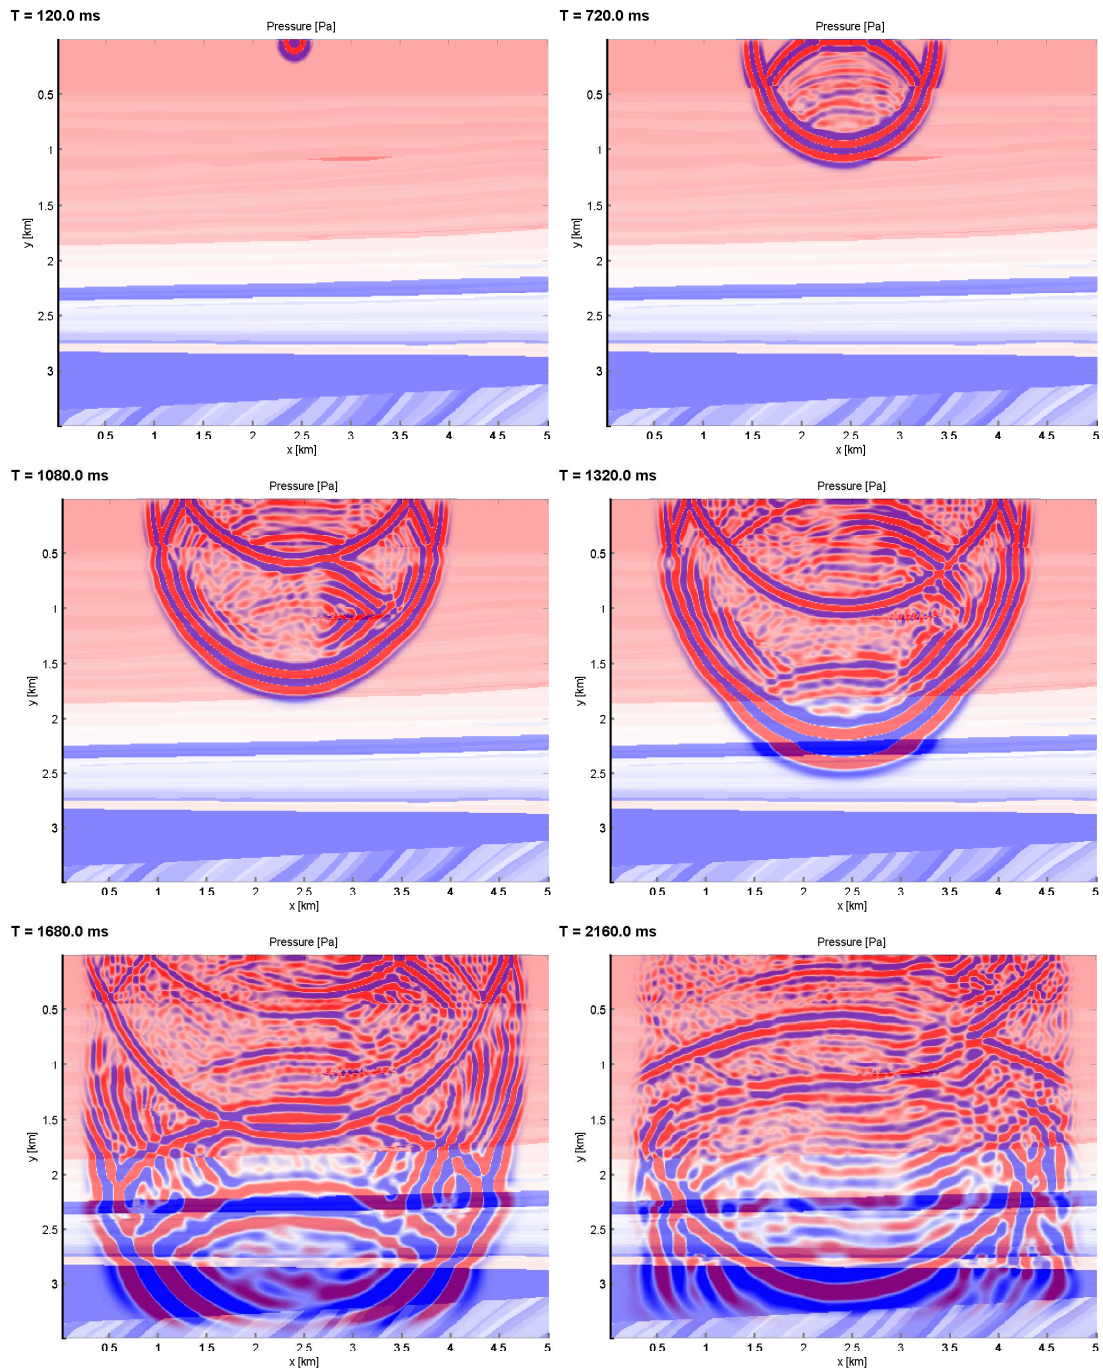 T = 120.0 ms
Pressure [Pa]
0.5
1
1.5
2
2.5
3
y [km]
0.5 1 1.5 2 2.5 3 3.5 4 4.5 5
x [km]
T = 720.0 ms
Pressure [Pa]
0.5
1
1.5
2
2.5
3
y [km]
0.5 1 1.5 2 2.5 3 3.5 4 4.5 5
x [km]
T = 1080.0 ms
Pressure [Pa]
0.5
1
1.5
2
2.5
3
y [km]
0.5 1 1.5 2 2.5 3 3.5 4 4.5 5
x [km]
T = 1320.0 ms
Pressure [Pa]
0.5
1
1.5
2
2.5
3
y [km]
0.5 1 1.5 2 2.5 3 3.5 4 4.5 5
x [km]
T = 1680.0 ms
Pressure [Pa]
0.5
1
1.5
2
2.5
3
y [km]
0.5 1 1.5 2 2.5 3 3.5 4 4.5 5
x [km]
T = 2160.0 ms
Pressure [Pa]
0.5
1
1.5
2
2.5
3
y [km]
0.5 1 1.5 2 2.5 3 3.5 4 4.5 5
x [km]